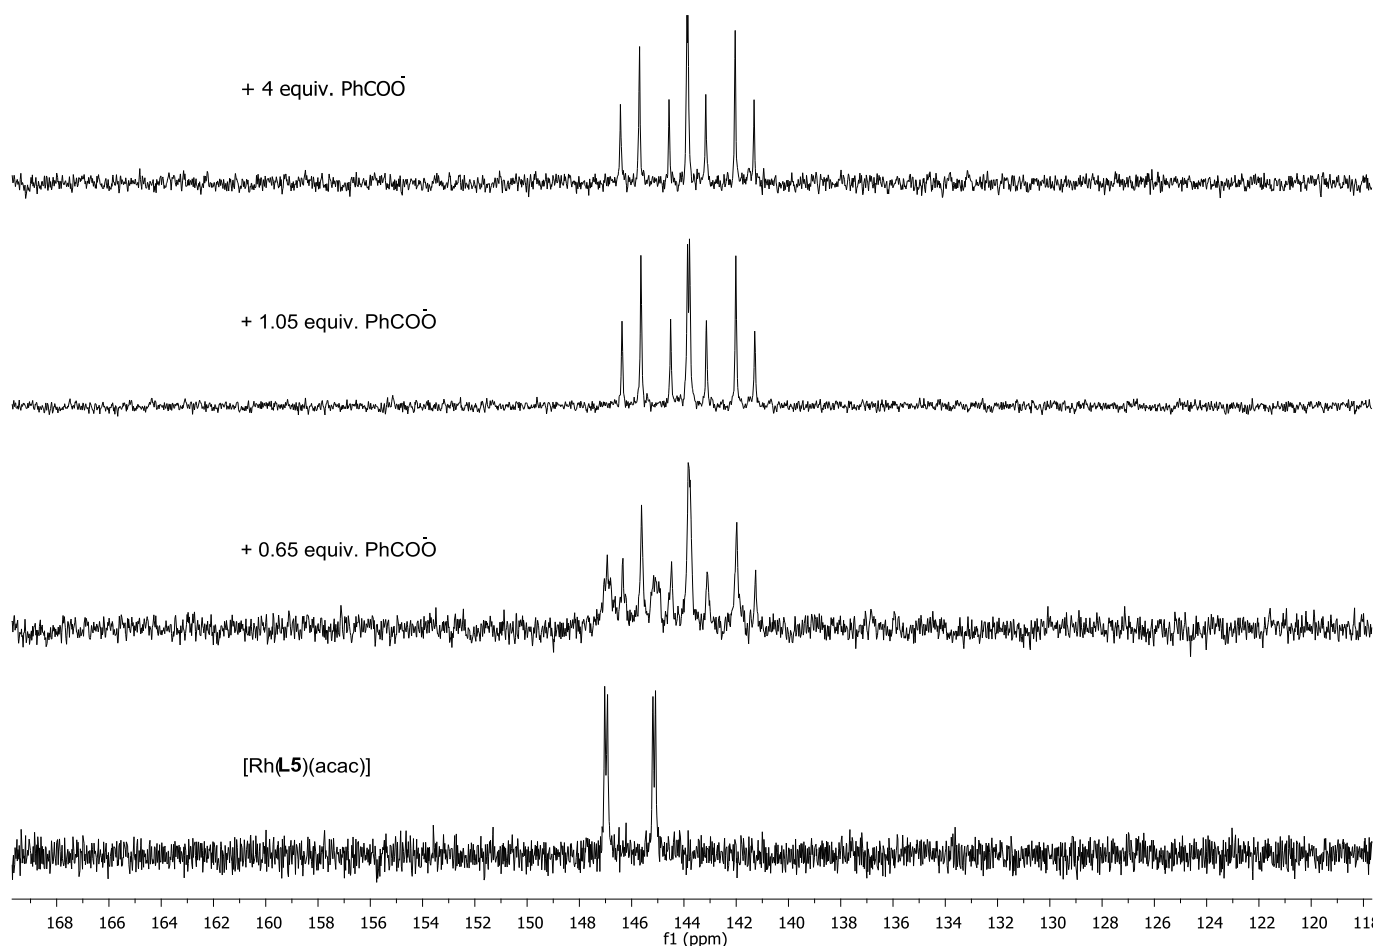 + 4 equiv. PhCOO-
+ 1.05 equiv. PhCOO-
+ 0.65 equiv. PhCOO-
[Rh(L5)(acac)]
168 166 164 162 160 158 156 154 152 150 148 146 144 142 140 138 136 134 132 130 128 126 124 122 120 118
f1 (ppm)